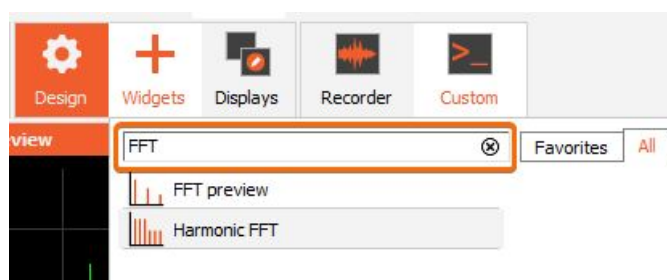 Design Widgets Displays Recorder Custom
view
FFT Favorites All
FFT preview
Harmonic FFT